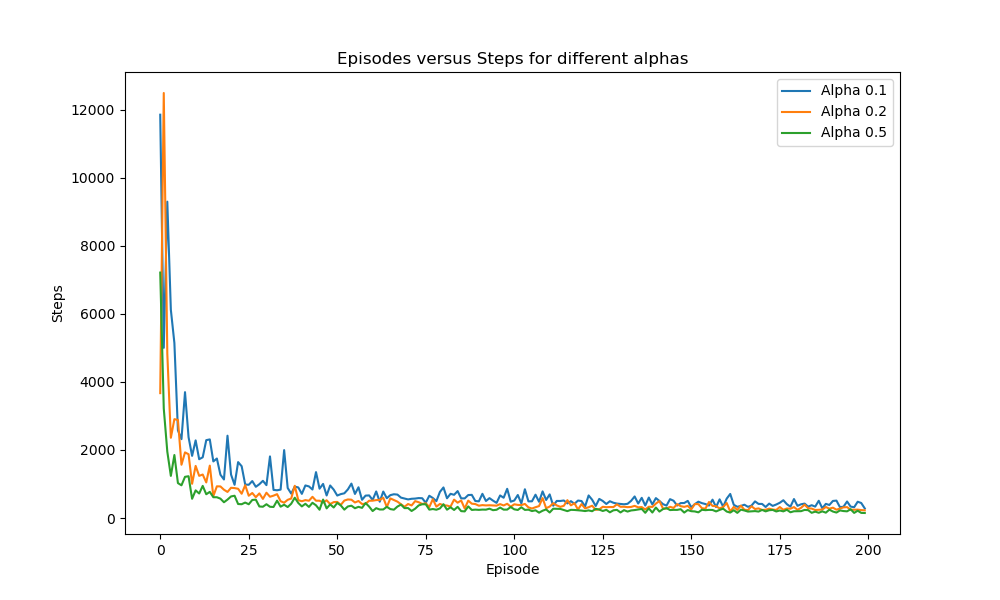 Episodes versus Steps for different alphas
Alpha 0.1
Alpha 0.2
Alpha 0.5
Steps
12000
10000
8000
6000
4000
2000
0
0 25 50 75 100 125 150 175 200
Episode